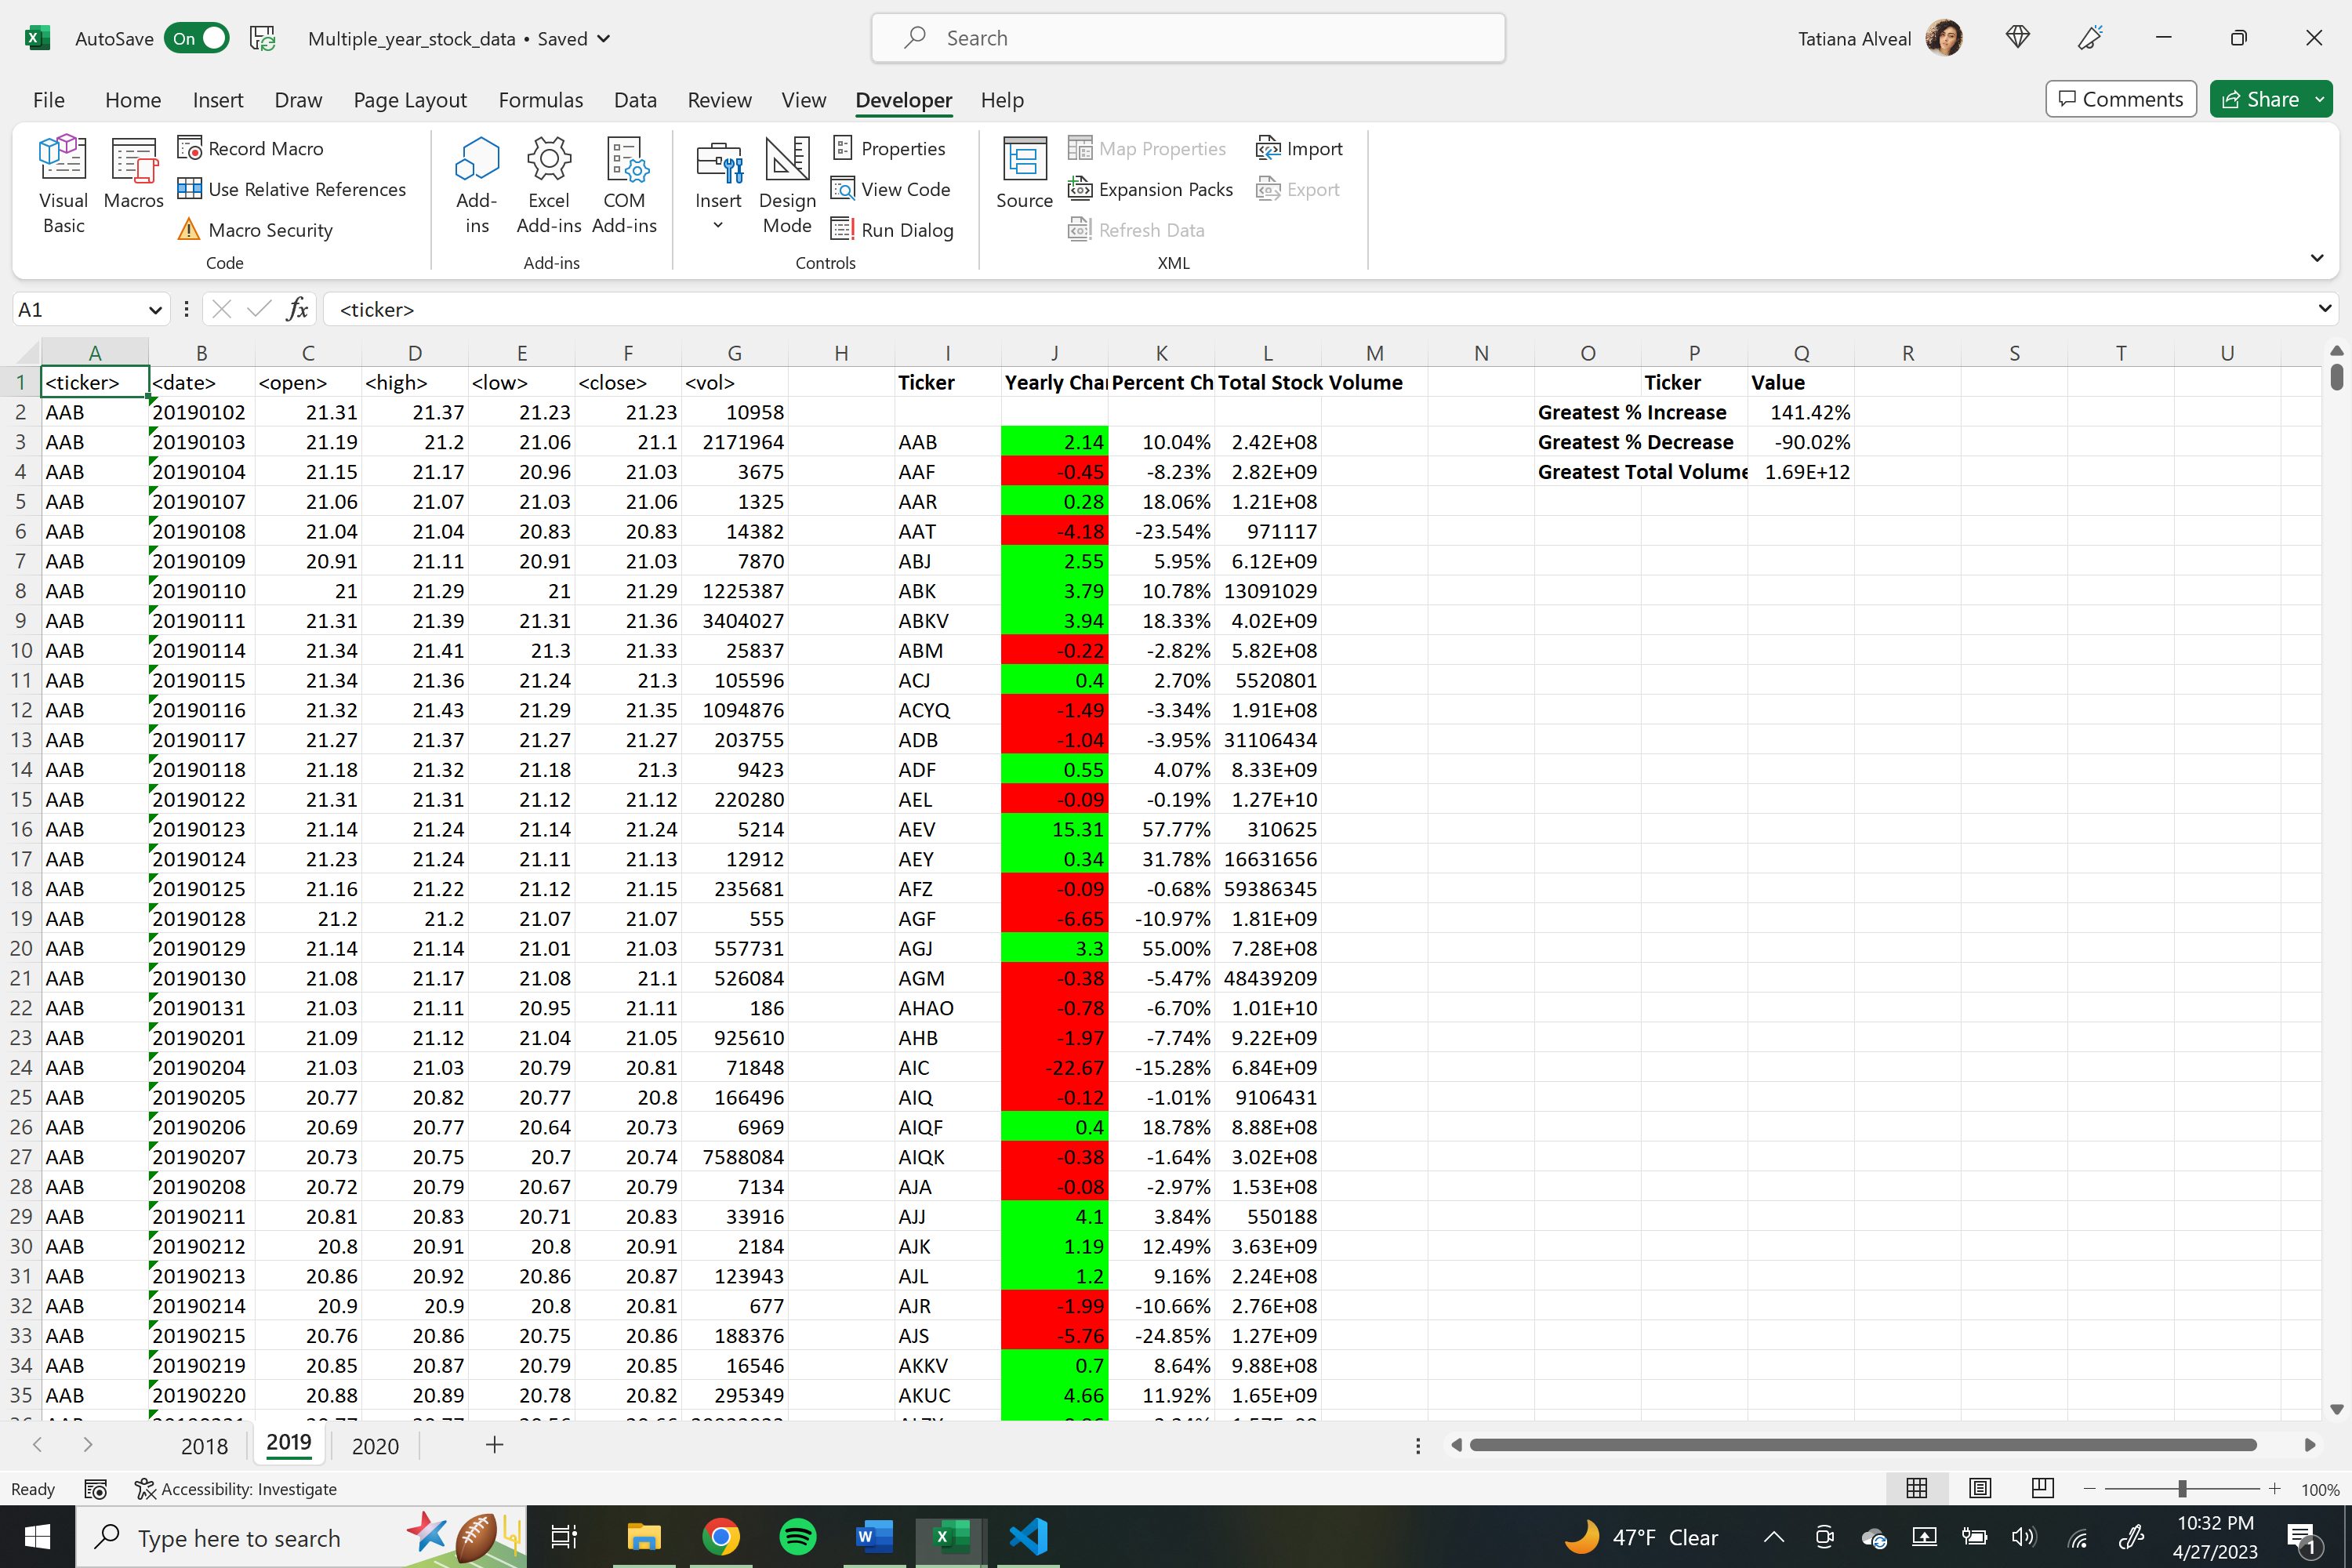 AutoSave On Multiple_year_stock_data • Saved Search Tatiana Alveal
File Home Insert Draw Page Layout Formulas Data Review View Developer Help Comments Share
Visual Basic
Macros
Record Macro
Use Relative References
Macro Security
Code
Add-ins
Excel Add-ins
COM Add-ins
Add-ins
Insert
Design Mode
Properties
View Code
Run Dialog
Controls
Source
Map Properties
Expansion Packs
Refresh Data
Import
Export
XML
A1 fx <ticker>
A B C D E F G H I J K L M N O P Q R S T U
1 <ticker> <date> <open> <high> <low> <close> <vol> Ticker Yearly Char Percent Ch Total Stock Volume Ticker Value
2 AAB 20190102 21.31 21.37 21.23 21.23 10958 Greatest % Increase 141.42%
3 AAB 20190103 21.19 21.2 21.06 21.1 2171964 AAB 2.14 10.04% 2.42E+08 Greatest % Decrease -90.02%
4 AAB 20190104 21.15 21.17 20.96 21.03 3675 AAF -0.45 -8.23% 2.82E+09 Greatest Total Volume 1.69E+12
5 AAB 20190107 21.06 21.07 21.03 21.06 1325 AAR 0.28 18.06% 1.21E+08
6 AAB 20190108 21.04 21.04 20.83 20.83 14382 AAT -4.18 -23.54% 971117
7 AAB 20190109 20.91 21.11 20.91 21.03 7870 ABJ 2.55 5.95% 6.12E+09
8 AAB 20190110 21 21.29 21 21.29 1225387 ABK 3.79 10.78% 13091029
9 AAB 20190111 21.31 21.39 21.31 21.36 3404027 ABKV 3.94 18.33% 4.02E+09
10 AAB 20190114 21.34 21.41 21.3 21.33 25837 ABM -0.22 -2.82% 5.82E+08
11 AAB 20190115 21.34 21.36 21.24 21.3 105596 ACJ 0.4 2.70% 5520801
12 AAB 20190116 21.32 21.43 21.29 21.35 1094876 ACYQ -1.49 -3.34% 1.91E+08
13 AAB 20190117 21.27 21.37 21.27 21.27 203755 ADB -1.04 -3.95% 31106434
14 AAB 20190118 21.18 21.32 21.18 21.3 9423 ADF 0.55 4.07% 8.33E+09
15 AAB 20190122 21.31 21.31 21.12 21.12 220280 AEL -0.09 -0.19% 1.27E+10
16 AAB 20190123 21.14 21.24 21.14 21.24 5214 AEV 15.31 57.77% 310625
17 AAB 20190124 21.23 21.24 21.11 21.13 12912 AEY 0.34 31.78% 16631656
18 AAB 20190125 21.16 21.22 21.12 21.15 235681 AFZ -0.09 -0.68% 59386345
19 AAB 20190128 21.2 21.2 21.07 21.07 555 AGF -6.65 -10.97% 1.81E+09
20 AAB 20190129 21.14 21.14 21.01 21.03 557731 AGJ 3.3 55.00% 7.28E+08
21 AAB 20190130 21.08 21.17 21.08 21.1 526084 AGM -0.38 -5.47% 48439209
22 AAB 20190131 21.03 21.11 20.95 21.11 186 AHAO -0.78 -6.70% 1.01E+10
23 AAB 20190201 21.09 21.12 21.04 21.05 925610 AHB -1.97 -7.74% 9.22E+09
24 AAB 20190204 21.03 21.03 20.79 20.81 71848 AIC -22.67 -15.28% 6.84E+09
25 AAB 20190205 20.77 20.82 20.77 20.8 166496 AIQ -0.12 -1.01% 9106431
26 AAB 20190206 20.69 20.77 20.64 20.73 6969 AIQF 0.4 18.78% 8.88E+08
27 AAB 20190207 20.73 20.75 20.7 20.74 7588084 AIQK -0.38 -1.64% 3.02E+08
28 AAB 20190208 20.72 20.79 20.67 20.79 7134 AJA -0.08 -2.97% 1.53E+08
29 AAB 20190211 20.81 20.83 20.71 20.83 33916 AJJ 4.1 3.84% 550188
30 AAB 20190212 20.8 20.91 20.8 20.91 2184 AJK 1.19 12.49% 3.63E+09
31 AAB 20190213 20.86 20.92 20.86 20.87 123943 AJL 1.2 9.16% 2.24E+08
32 AAB 20190214 20.9 20.9 20.8 20.81 677 AJR -1.99 -10.66% 2.76E+08
33 AAB 20190215 20.76 20.86 20.75 20.86 188376 AJS -5.76 -24.85% 1.27E+09
34 AAB 20190219 20.85 20.87 20.79 20.85 16546 AKKV 0.7 8.64% 9.88E+08
35 AAB 20190220 20.88 20.89 20.78 20.82 295349 AKUC 4.66 11.92% 1.65E+09
2018 2019 2020
Ready Accessibility: Investigate 100%
Type here to search 47°F Clear 10:32 PM
4/27/2023 1